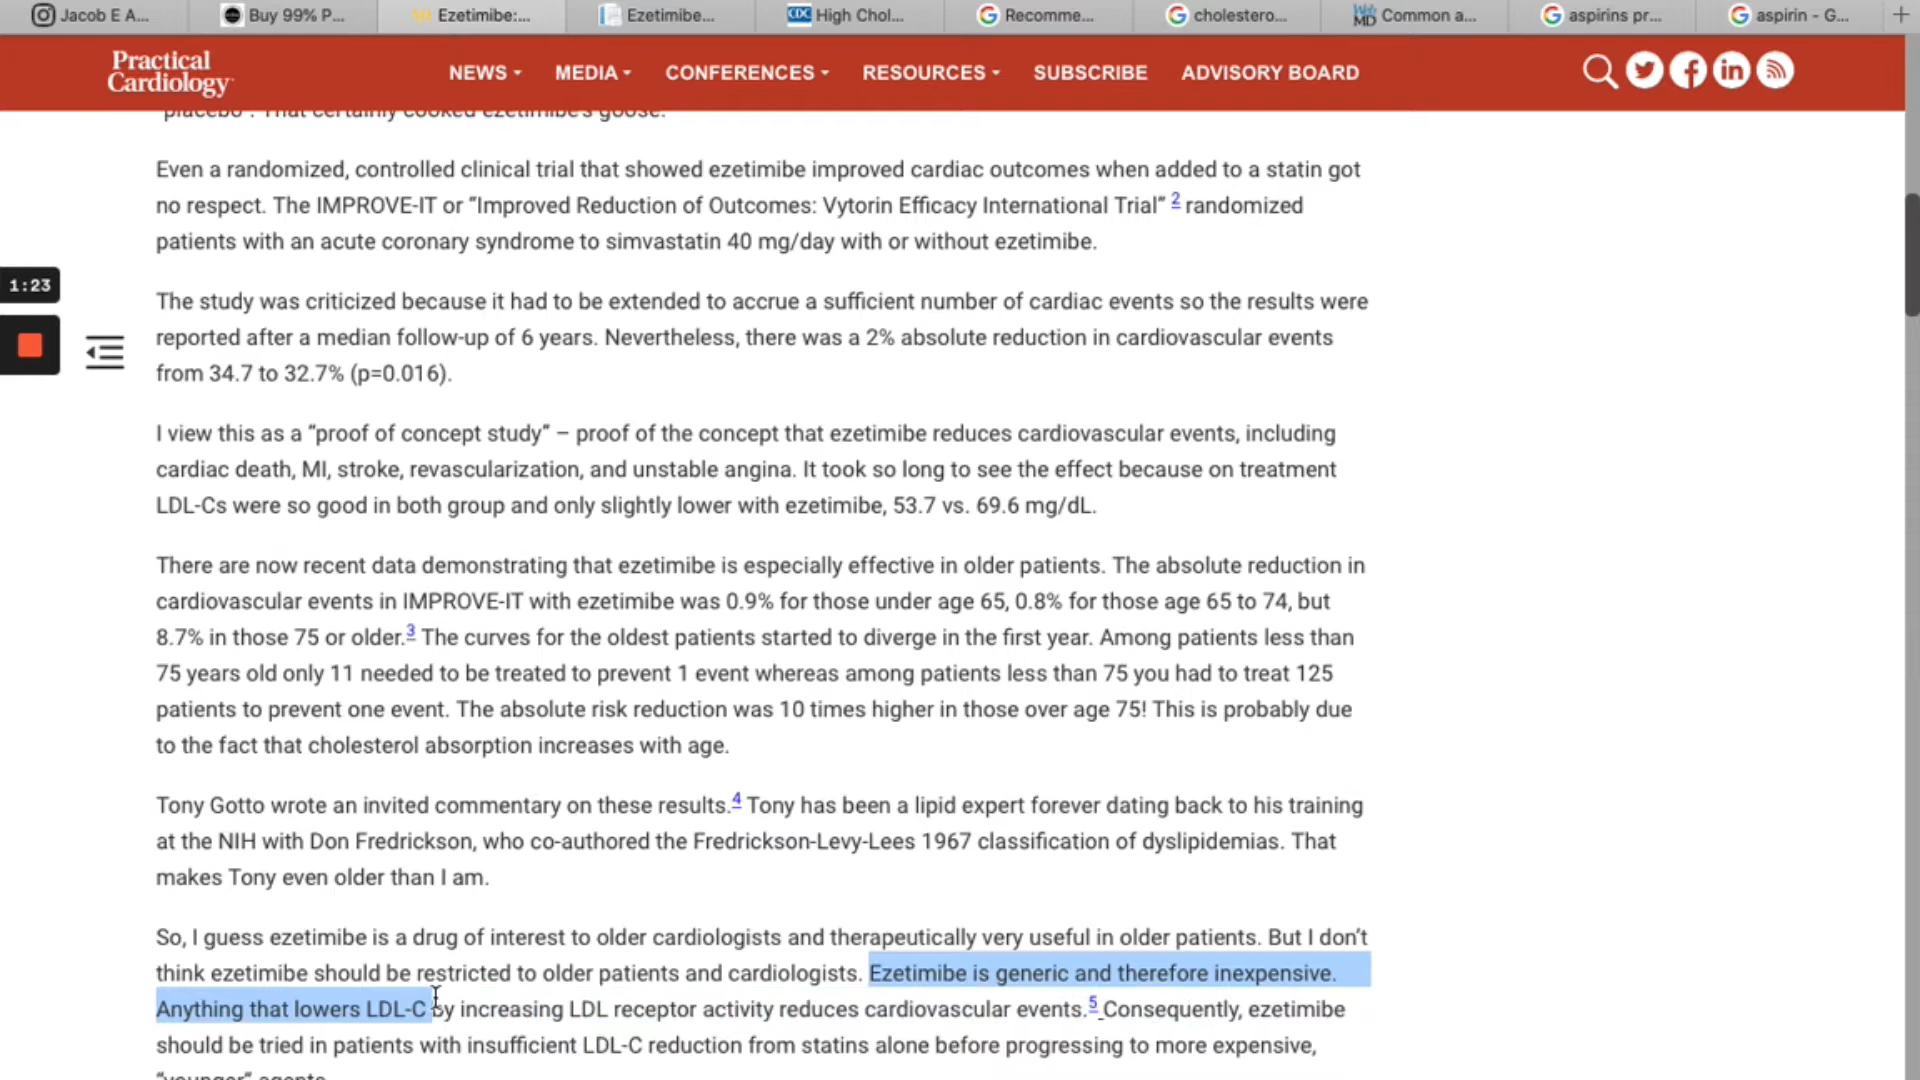 Jacob E A...
Buy 99% P...
Ezetimibe:...
Ezetimibe...
CDC High Chol...
Recomme...
cholestero...
Web MD Common a...
aspirins pr...
aspirin - G...
Practical
Cardiology
NEWS MEDIA CONFERENCES RESOURCES SUBSCRIBE ADVISORY BOARD
"placebo". That certainly cooked ezetimibe's goose.
Even a randomized, controlled clinical trial that showed ezetimibe improved cardiac outcomes when added to a statin got
no respect. The IMPROVE-IT or “Improved Reduction of Outcomes: Vytorin Efficacy International Trial” 2 randomized
patients with an acute coronary syndrome to simvastatin 40 mg/day with or without ezetimibe.
1:23
The study was criticized because it had to be extended to accrue a sufficient number of cardiac events so the results were
reported after a median follow-up of 6 years. Nevertheless, there was a 2% absolute reduction in cardiovascular events
from 34.7 to 32.7% (p=0.016).
I view this as a “proof of concept study” – proof of the concept that ezetimibe reduces cardiovascular events, including
cardiac death, MI, stroke, revascularization, and unstable angina. It took so long to see the effect because on treatment
LDL-Cs were so good in both group and only slightly lower with ezetimibe, 53.7 vs. 69.6 mg/dL.
There are now recent data demonstrating that ezetimibe is especially effective in older patients. The absolute reduction in
cardiovascular events in IMPROVE-IT with ezetimibe was 0.9% for those under age 65, 0.8% for those age 65 to 74, but
8.7% in those 75 or older.3 The curves for the oldest patients started to diverge in the first year. Among patients less than
75 years old only 11 needed to be treated to prevent 1 event whereas among patients less than 75 you had to treat 125
patients to prevent one event. The absolute risk reduction was 10 times higher in those over age 75! This is probably due
to the fact that cholesterol absorption increases with age.
Tony Gotto wrote an invited commentary on these results.4 Tony has been a lipid expert forever dating back to his training
at the NIH with Don Fredrickson, who co-authored the Fredrickson-Levy-Lees 1967 classification of dyslipidemias. That
makes Tony even older than I am.
So, I guess ezetimibe is a drug of interest to older cardiologists and therapeutically very useful in older patients. But I don’t
think ezetimibe should be restricted to older patients and cardiologists. Ezetimibe is generic and therefore inexpensive.
Anything that lowers LDL-C by increasing LDL receptor activity reduces cardiovascular events.5 Consequently, ezetimibe
should be tried in patients with insufficient LDL-C reduction from statins alone before progressing to more expensive,
“younger” agents.